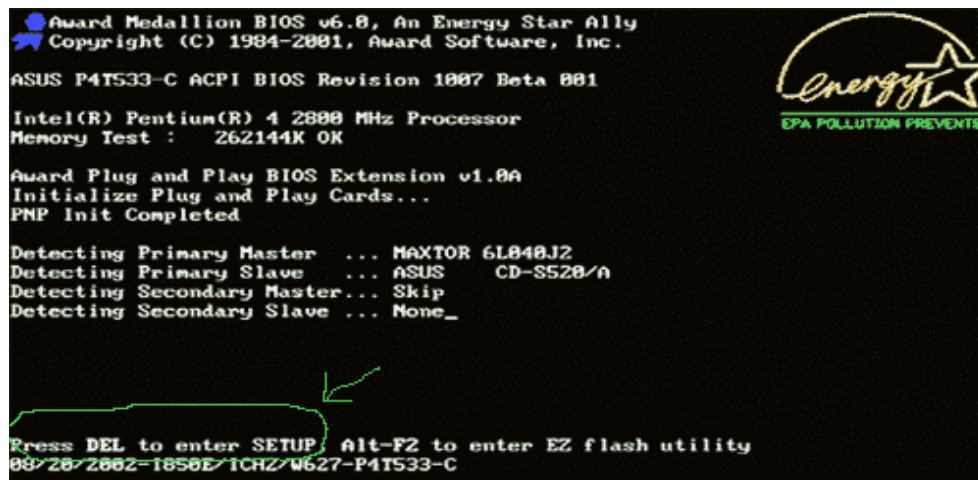 Award Medallion BIOS v6.0, An Energy Star Ally
Copyright (C) 1984-2001, Award Software, Inc.
energy
EPA POLLUTION PREVENTE
ASUS P4T533-C ACPI BIOS Revision 1007 Beta 001
Intel(R) Pentium(R) 4 2800 MHz Processor
Memory Test : 262144K OK
Award Plug and Play BIOS Extension v1.0A
Initialize Plug and Play Cards...
PNP Init Completed
Detecting Primary Master ... MAXTOR 6L040J2
Detecting Primary Slave ... ASUS CD-S520/A
Detecting Secondary Master... Skip
Detecting Secondary Slave ... None_
Press DEL to enter SETUP, Alt-F2 to enter EZ flash utility
08/20/2002-I850E/ICH2/W627-P4T533-C